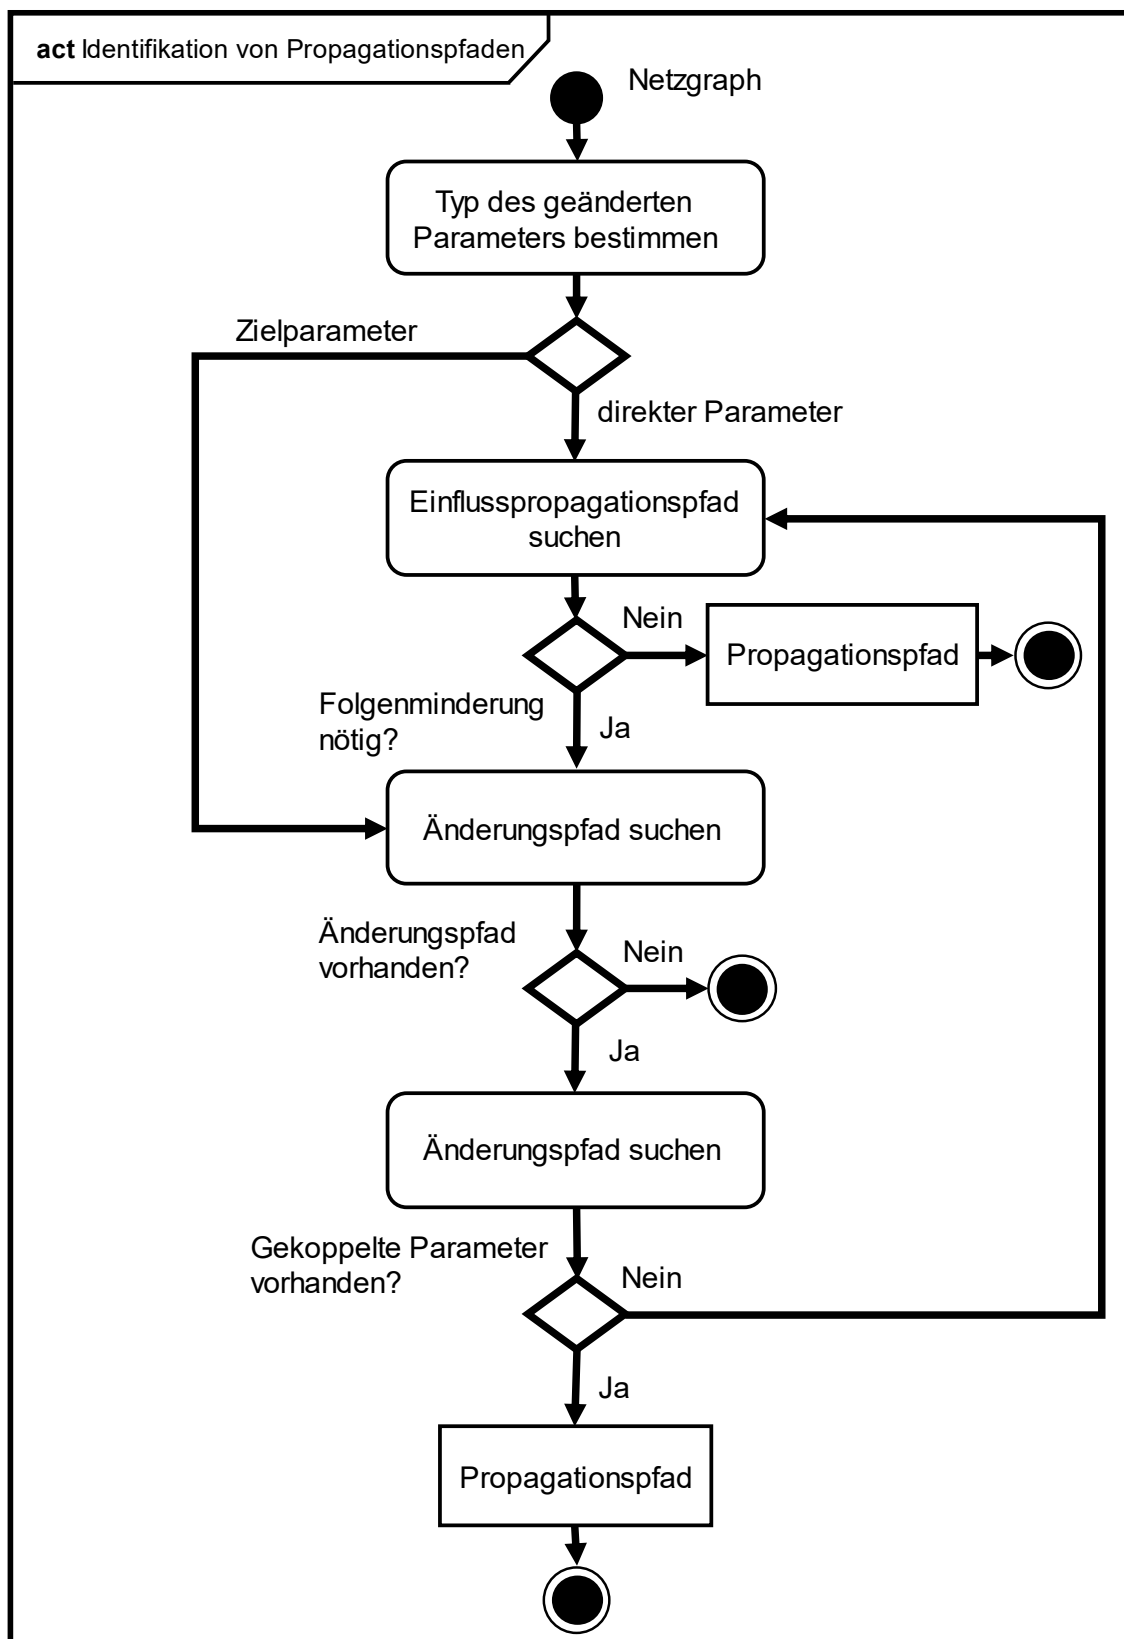 act Identifikation von Propagationspfaden
Netzgraph
Typ des geänderten
Parameters bestimmen
Zielparameter
direkter Parameter
Einflusspropagationspfad
suchen
Nein
Propagationspfad
Folgenminderung
nötig?
Ja
Änderungspfad suchen
Änderungspfad
vorhanden?
Nein
Ja
Änderungspfad suchen
Gekoppelte Parameter
vorhanden?
Nein
Ja
Propagationspfad